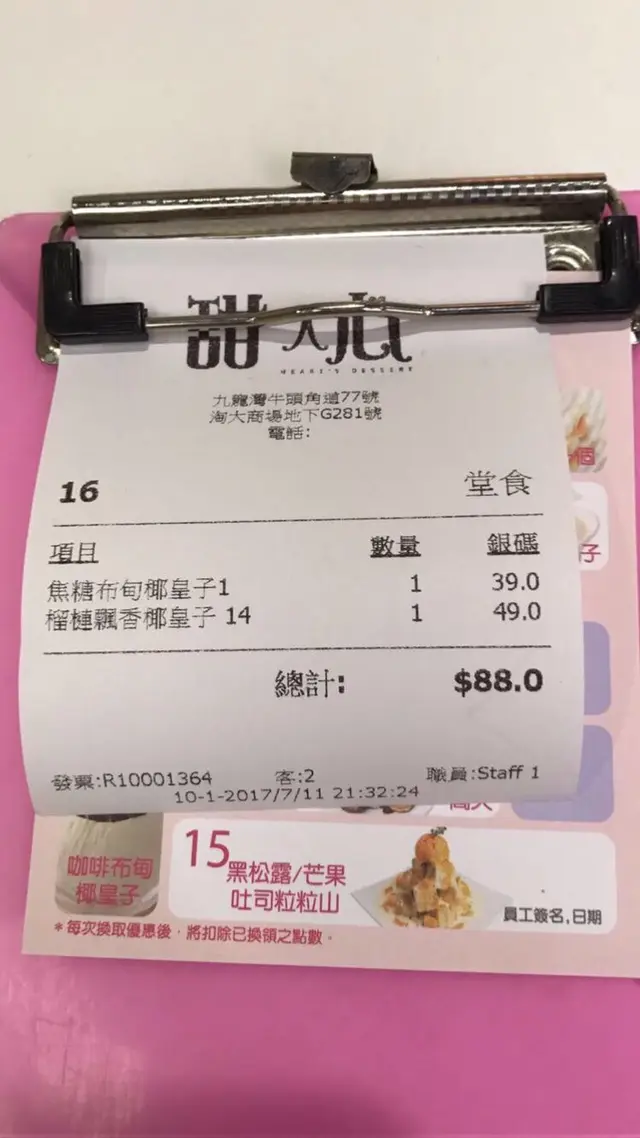 甜心
HEART'S DESSERT
九龍灣牛頭角道77號
淘大商場地下G281號
電話:
16 堂食
項目 數量 銀碼
焦糖布甸椰皇子1 1 39.0
榴槤飄香椰皇子 14 1 49.0
總計: $88.0
發票:R10001364 客:2 職員:Staff 1
10-1-2017/7/11 21:32:24
個
子
咖啡布甸
椰皇子
15 黑松露/芒果
吐司粒粒山
員工簽名,日期
*每次換取優惠後，將扣除已換領之點數。